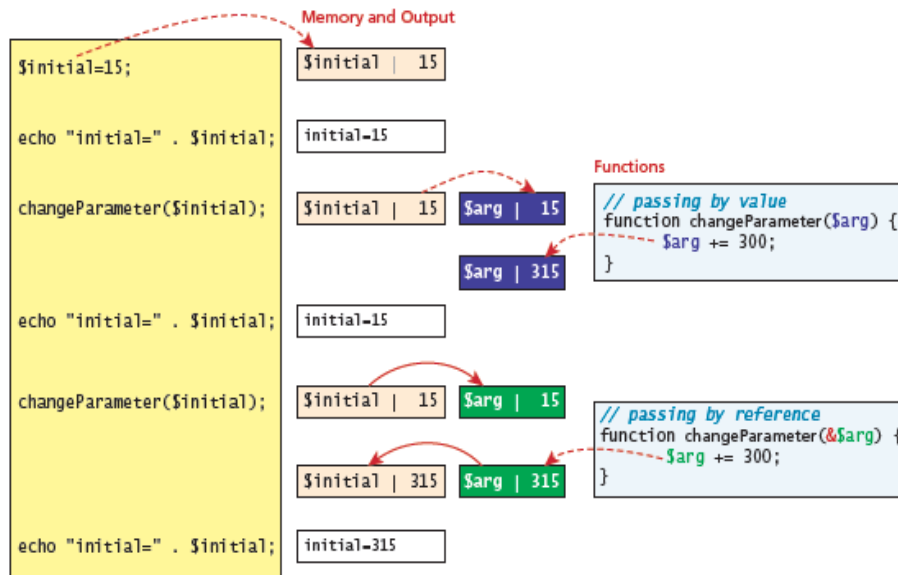 Memory and Output
$initial=15;
$initial | 15
echo "initial=" . $initial;
initial=15
Functions
changeParameter($initial);
$initial | 15
$arg | 15
// passing by value
function changeParameter($arg) {
$arg += 300;
}
$arg | 315
echo "initial=" . $initial;
initial=15
changeParameter($initial);
$initial | 15
$arg | 15
// passing by reference
function changeParameter(&$arg) {
$arg += 300;
}
$initial | 315
$arg | 315
echo "initial=" . $initial;
initial=315